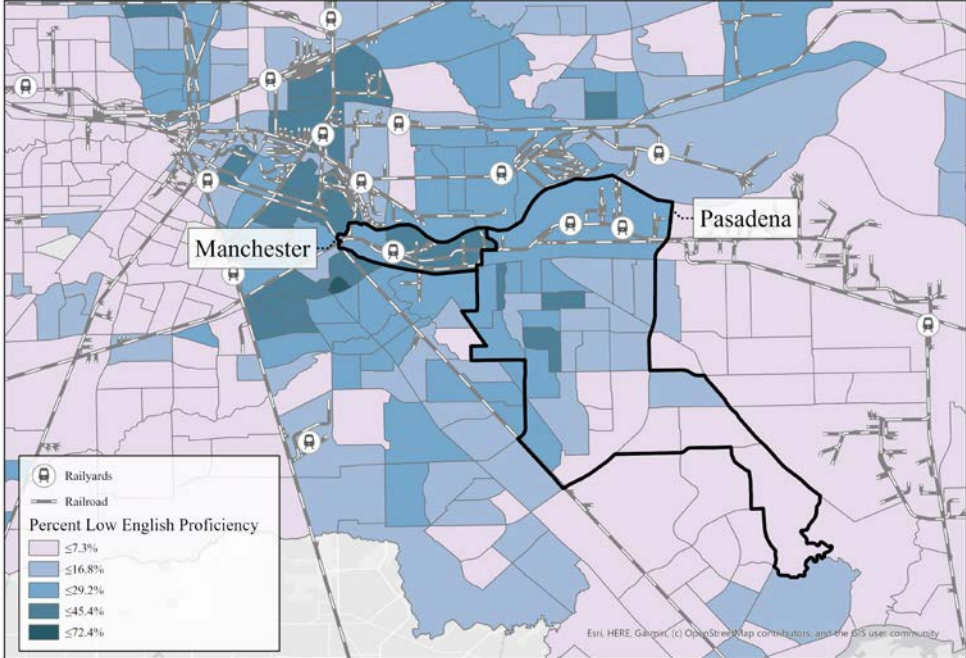 Manchester
Pasadena
Railyards
Railroad
Percent Low English Proficiency
≤7.3%
≤16.8%
≤29.2%
≤45.4%
≤72.4%
Esri, HERE, Garmin, (c) OpenStreetMap contributors, and the GIS user community